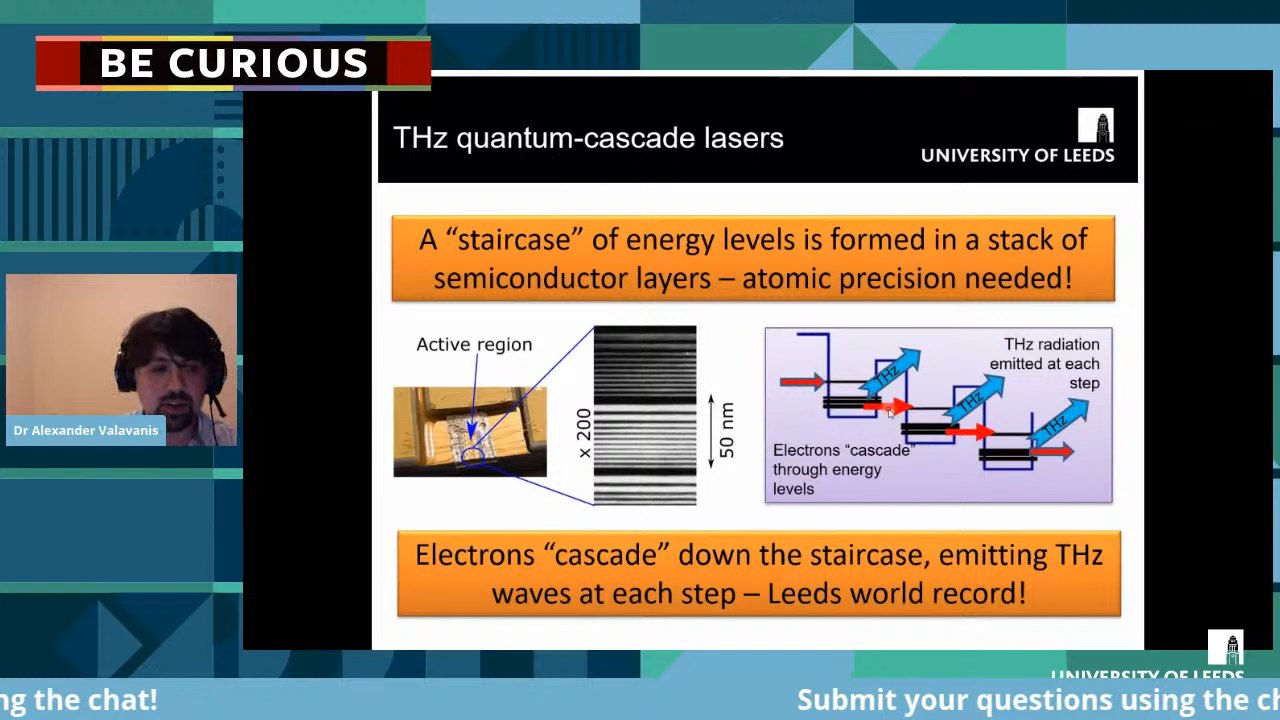 BE CURIOUS
THz quantum-cascade lasers
UNIVERSITY OF LEEDS
A “staircase” of energy levels is formed in a stack of
semiconductor layers – atomic precision needed!
Active region
x 200
50 nm
THz radiation
emitted at each
step
THz
THz
THz
Electrons “cascade”
through energy
levels
Dr Alexander Valavanis
Electrons “cascade” down the staircase, emitting THz
waves at each step – Leeds world record!
UNIVERSITY OF LEEDS
ng the chat!
Submit your questions using the ch